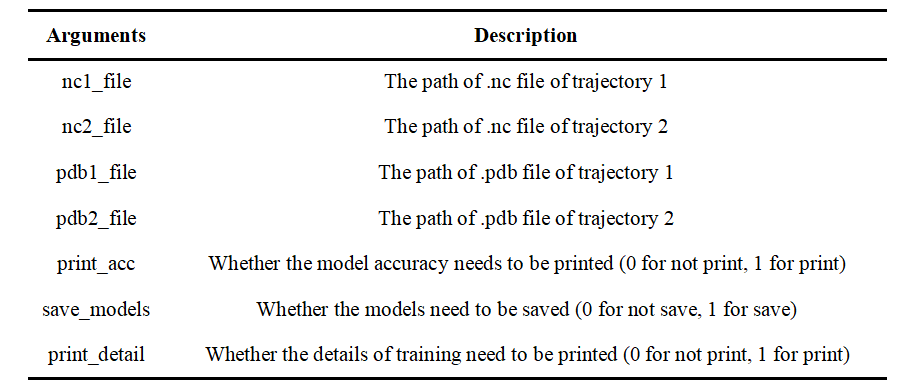 Arguments Description
nc1_file The path of .nc file of trajectory 1
nc2_file The path of .nc file of trajectory 2
pdb1_file The path of .pdb file of trajectory 1
pdb2_file The path of .pdb file of trajectory 2
print_acc Whether the model accuracy needs to be printed (0 for not print, 1 for print)
save_models Whether the models need to be saved (0 for not save, 1 for save)
print_detail Whether the details of training need to be printed (0 for not print, 1 for print)